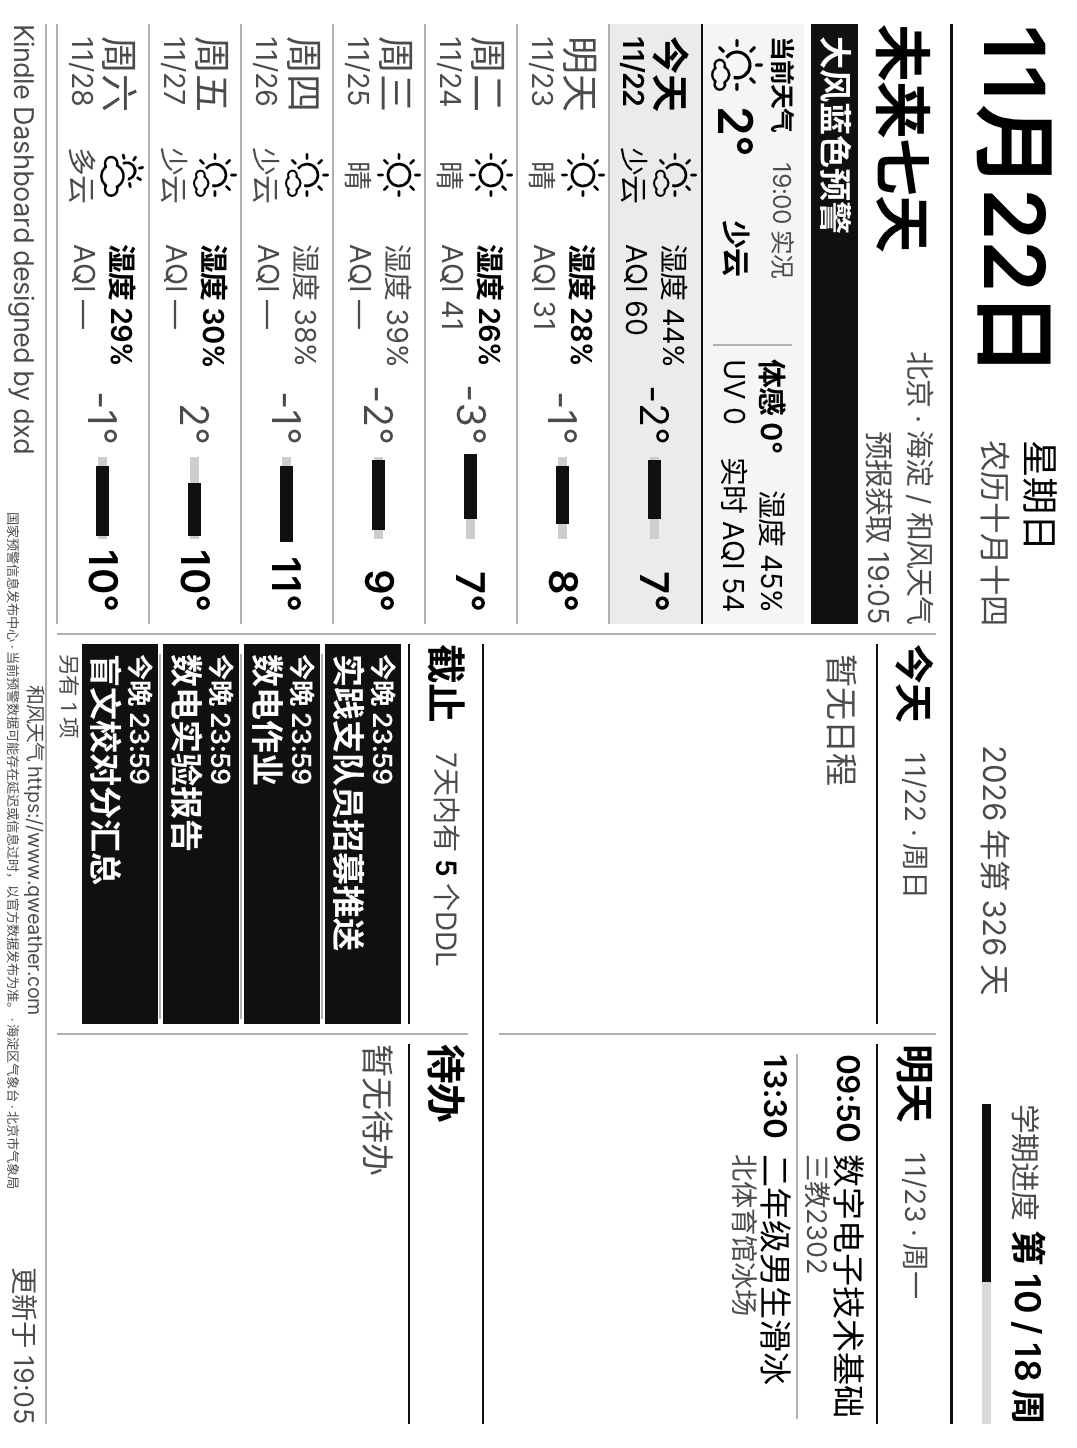 11月22日
星期日
农历十月十四
2026 年第 326 天
学期进度 第 10 / 18 周
未来七天
北京 · 海淀 / 和风天气
预报获取 19:05
大风蓝色预警
当前天气 19:00 实况
2° 少云
体感 0° 湿度 45%
UV 0 实时 AQI 54
今天 湿度 44% -2° 7°
11/22 少云 AQI 60
明天 湿度 28% -1° 8°
11/23 晴 AQI 31
周二 湿度 26% -3° 7°
11/24 晴 AQI 41
周三 湿度 39% -2° 9°
11/25 晴 AQI —
周四 湿度 38% -1° 11°
11/26 少云 AQI —
周五 湿度 30% 2° 10°
11/27 少云 AQI —
周六 湿度 29% -1° 10°
11/28 多云 AQI —
今天 11/22 · 周日
暂无日程
明天 11/23 · 周一
09:50 数字电子技术基础
三教2302
13:30 二年级男生滑冰
北体育馆冰场
截止 7天内有 5 个DDL
今晚 23:59
实践支队员招募推送
今晚 23:59
数电作业
今晚 23:59
数电实验报告
今晚 23:59
盲文校对分汇总
另有 1 项
待办
暂无待办
Kindle Dashboard designed by dxd
和风天气 https://www.qweather.com
国家预警信息发布中心 · 当前预警数据可能存在延迟或信息过时，以官方数据发布为准。 · 海淀区气象台 · 北京市气象局
更新于 19:05